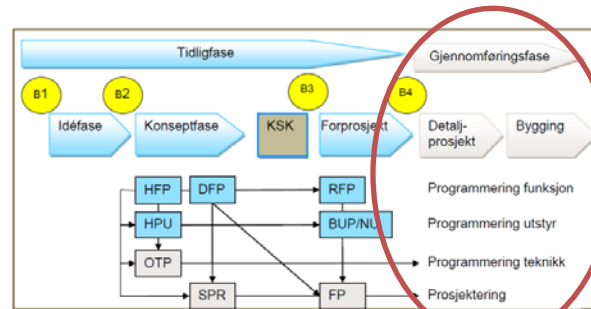 Tidligfase
Gjennomføringsfase
B1
B2
B3
B4
Idéfase
Konseptfase
KSK
Forprosjekt
Detalj-
prosjekt
Bygging
HFP
DFP
RFP
Programmering funksjon
HPU
BUP/NU
Programmering utstyr
OTP
Programmering teknikk
SPR
FP
Prosjektering